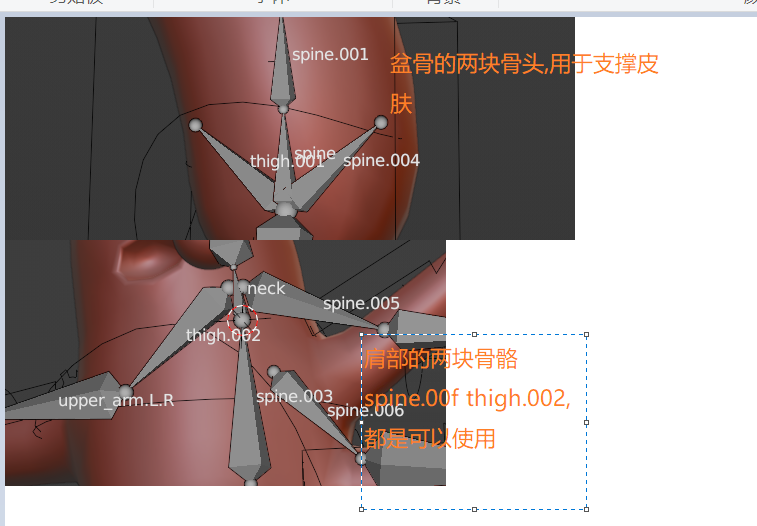 spine.001
盆骨的两块骨头,用于支撑皮
肤
spine
thigh.001
spine.004
neck
spine.005
thigh.002
肩部的两块骨骼
upper_arm.L.R
spine.003
spine.00f thigh.002,
spine.006
都是可以使用